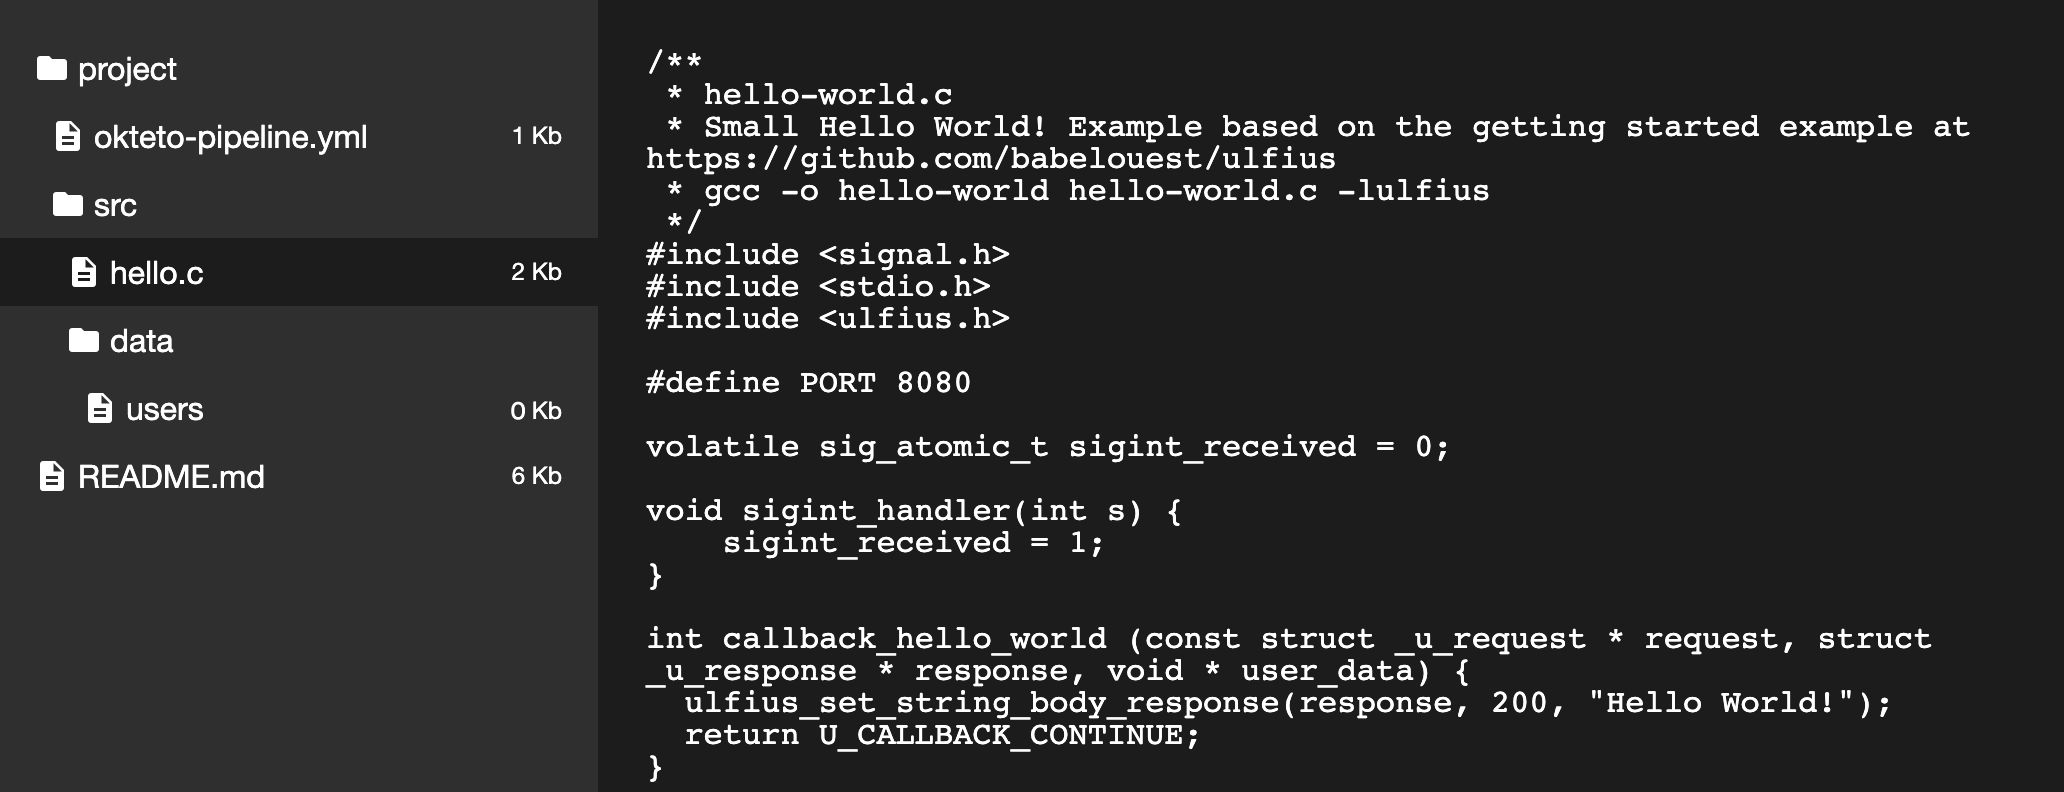 project
okteto-pipeline.yml 1 Kb
src
hello.c 2 Kb
data
users 0 Kb
README.md 6 Kb
/**
 * hello-world.c
 * Small Hello World! Example based on the getting started example at
https://github.com/babelouest/ulfius
 * gcc -o hello-world hello-world.c -lulfius
 */
#include <signal.h>
#include <stdio.h>
#include <ulfius.h>

#define PORT 8080

volatile sig_atomic_t sigint_received = 0;

void sigint_handler(int s) {
    sigint_received = 1;
}

int callback_hello_world (const struct _u_request * request, struct
_u_response * response, void * user_data) {
  ulfius_set_string_body_response(response, 200, "Hello World!");
  return U_CALLBACK_CONTINUE;
}